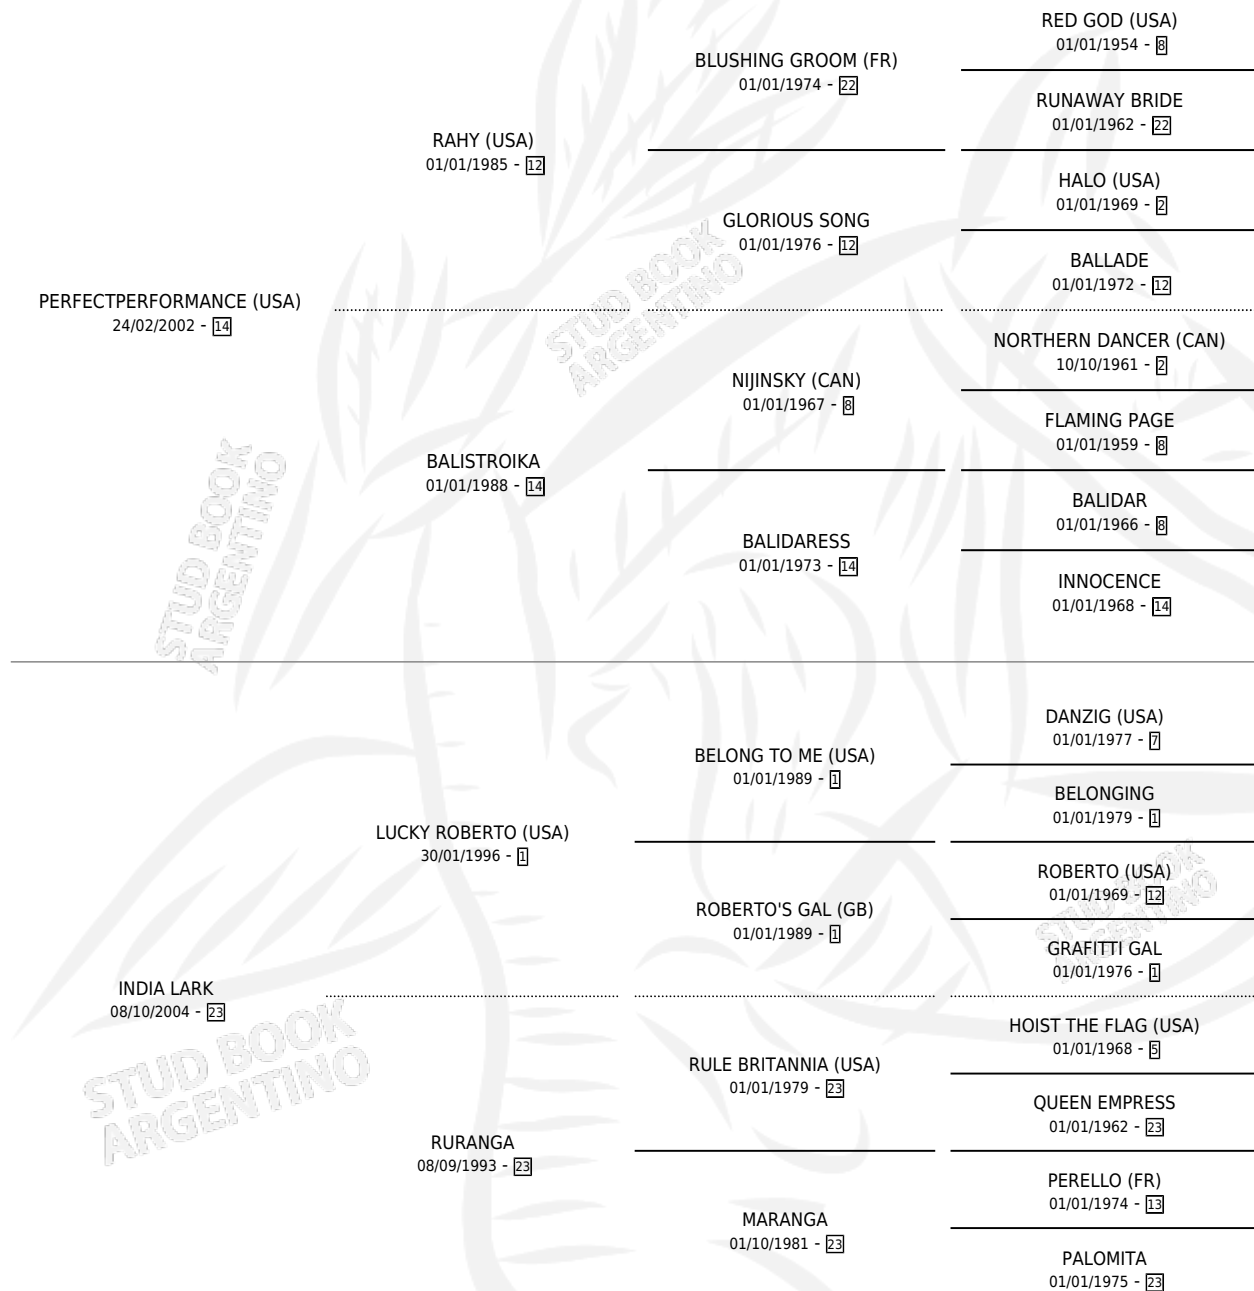 RED GOD (USA)
01/01/1954 - 8
BLUSHING GROOM (FR)
01/01/1974 - 22
RUNAWAY BRIDE
01/01/1962 - 22
RAHY (USA)
01/01/1985 - 12
HALO (USA)
01/01/1969 - 2
GLORIOUS SONG
01/01/1976 - 12
BALLADE
01/01/1972 - 12
PERFECTPERFORMANCE (USA)
24/02/2002 - 14
NORTHERN DANCER (CAN)
10/10/1961 - 2
NIJINSKY (CAN)
01/01/1967 - 8
FLAMING PAGE
01/01/1959 - 8
BALISTROIKA
01/01/1988 - 14
BALIDAR
01/01/1966 - 8
BALIDARESS
01/01/1973 - 14
INNOCENCE
01/01/1968 - 14
STUD BOOK
ARGENTINO
STUD BOOK
ARGENTINO
DANZIG (USA)
01/01/1977 - 7
BELONG TO ME (USA)
01/01/1989 - 1
BELONGING
01/01/1979 - 1
LUCKY ROBERTO (USA)
30/01/1996 - 1
ROBERTO (USA)
01/01/1969 - 12
ROBERTO'S GAL (GB)
01/01/1989 - 1
GRAFITTI GAL
01/01/1976 - 1
STUD BOOK
ARGENTINO
INDIA LARK
08/10/2004 - 23
HOIST THE FLAG (USA)
01/01/1968 - 5
RULE BRITANNIA (USA)
01/01/1979 - 23
QUEEN EMPRESS
01/01/1962 - 23
RURANGA
08/09/1993 - 23
PERELLO (FR)
01/01/1974 - 13
MARANGA
01/10/1981 - 23
PALOMITA
01/01/1975 - 23
STUD BOOK
ARGENTINO